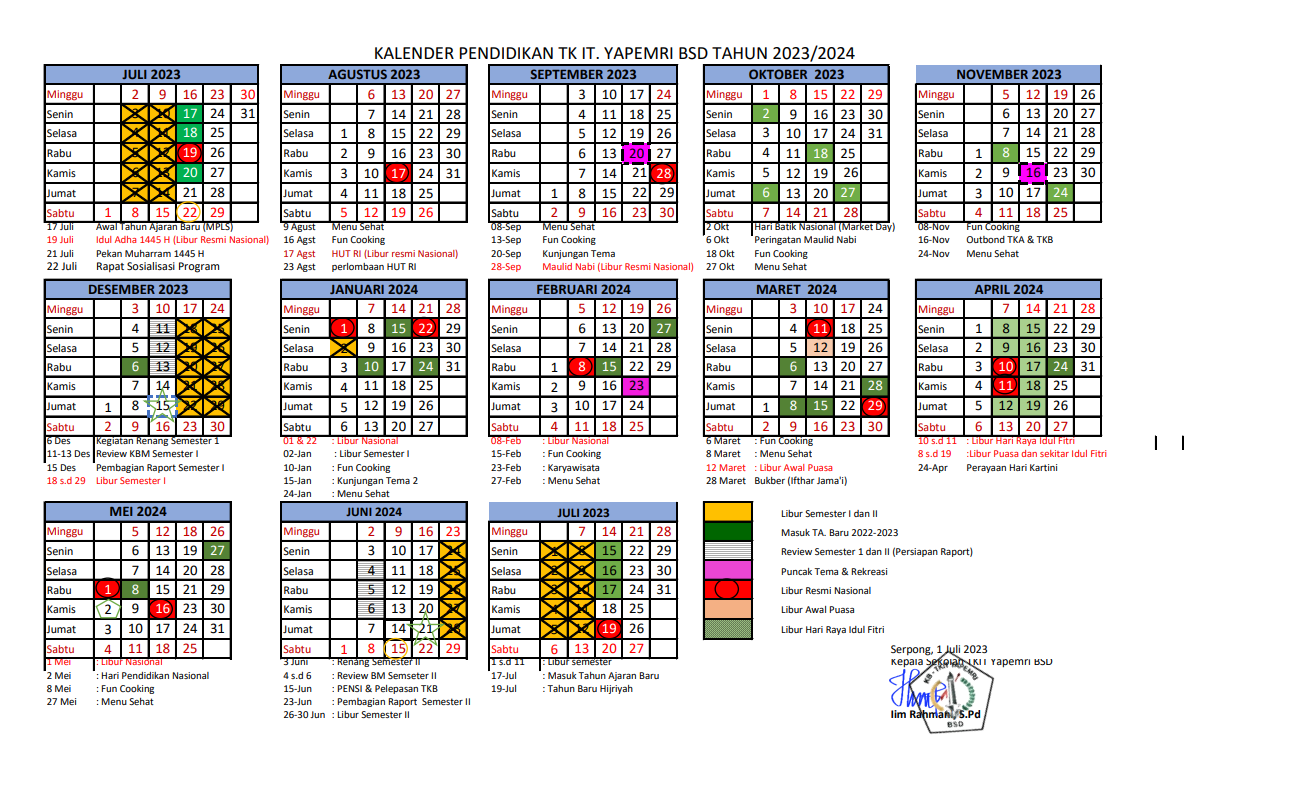 KALENDER PENDIDIKAN TK IT. YAPEMRI BSD TAHUN 2023/2024
JULI 2023
Minggu 2 9 16 23 30
Senin 3 10 17 24 31
Selasa 4 11 18 25
Rabu 5 12 19 26
Kamis 6 13 20 27
Jumat 7 14 21 28
Sabtu 1 8 15 22 29
17 Juli Awal Tahun Ajaran Baru (MPLS)
19 Juli Idul Adha 1445 H (Libur Resmi Nasional)
21 Juli Pekan Muharram 1445 H
22 Juli Rapat Sosialisasi Program
AGUSTUS 2023
Minggu 6 13 20 27
Senin 7 14 21 28
Selasa 1 8 15 22 29
Rabu 2 9 16 23 30
Kamis 3 10 17 24 31
Jumat 4 11 18 25
Sabtu 5 12 19 26
9 Agust Menu Sehat
16 Agst Fun Cooking
17 Agst HUT RI (Libur resmi Nasional)
23 Agst perlombaan HUT RI
SEPTEMBER 2023
Minggu 3 10 17 24
Senin 4 11 18 25
Selasa 5 12 19 26
Rabu 6 13 20 27
Kamis 7 14 21 28
Jumat 1 8 15 22 29
Sabtu 2 9 16 23 30
08-Sep Menu Sehat
13-Sep Fun Cooking
20-Sep Kunjungan Tema
28-Sep Maulid Nabi (Libur Resmi Nasional)
OKTOBER 2023
Minggu 1 8 15 22 29
Senin 2 9 16 23 30
Selasa 3 10 17 24 31
Rabu 4 11 18 25
Kamis 5 12 19 26
Jumat 6 13 20 27
Sabtu 7 14 21 28
2 Okt Hari Batik Nasional (Market Day)
6 Okt Peringatan Maulid Nabi
18 Okt Fun Cooking
27 Okt Menu Sehat
NOVEMBER 2023
Minggu 5 12 19 26
Senin 6 13 20 27
Selasa 7 14 21 28
Rabu 1 8 15 22 29
Kamis 2 9 16 23 30
Jumat 3 10 17 24
Sabtu 4 11 18 25
08-Nov Fun Cooking
16-Nov Outbond TKA & TKB
24-Nov Menu Sehat
DESEMBER 2023
Minggu 3 10 17 24
Senin 4 11 18 25
Selasa 5 12 19 26
Rabu 6 13 20 27
Kamis 7 14 21 28
Jumat 1 8 15 22 29
Sabtu 2 9 16 23 30
6 Des Kegiatan Renang Semester 1
11-13 Des Review KBM Semester I
15 Des Pembagian Raport Semester I
18 s.d 29 Libur Semester I
JANUARI 2024
Minggu 7 14 21 28
Senin 1 8 15 22 29
Selasa 2 9 16 23 30
Rabu 3 10 17 24 31
Kamis 4 11 18 25
Jumat 5 12 19 26
Sabtu 6 13 20 27
01 & 22 : Libur Nasional
02-Jan : Libur Semester I
10-Jan : Fun Cooking
15-Jan : Kunjungan Tema 2
24-Jan : Menu Sehat
FEBRUARI 2024
Minggu 5 12 19 26
Senin 6 13 20 27
Selasa 7 14 21 28
Rabu 1 8 15 22 29
Kamis 2 9 16 23
Jumat 3 10 17 24
Sabtu 4 11 18 25
08-Feb : Libur Nasional
15-Feb : Fun Cooking
23-Feb : Karyawisata
27-Feb : Menu Sehat
MARET 2024
Minggu 3 10 17 24
Senin 4 11 18 25
Selasa 5 12 19 26
Rabu 6 13 20 27
Kamis 7 14 21 28
Jumat 1 8 15 22 29
Sabtu 2 9 16 23 30
6 Maret : Fun Cooking
8 Maret : Menu Sehat
12 Maret : Libur Awal Puasa
28 Maret Bukber (Ifthar Jama'i)
APRIL 2024
Minggu 7 14 21 28
Senin 1 8 15 22 29
Selasa 2 9 16 23 30
Rabu 3 10 17 24 31
Kamis 4 11 18 25
Jumat 5 12 19 26
Sabtu 6 13 20 27
10 s.d 11 : Libur Hari Raya Idul Fitri
8 s.d 19 :Libur Puasa dan sekitar Idul Fitri
24-Apr Perayaan Hari Kartini
MEI 2024
Minggu 5 12 18 26
Senin 6 13 19 27
Selasa 7 14 20 28
Rabu 1 8 15 21 29
Kamis 2 9 16 23 30
Jumat 3 10 17 24 31
Sabtu 4 11 18 25
1 Mei : Libur Nasional
2 Mei : Hari Pendidikan Nasional
8 Mei : Fun Cooking
27 Mei : Menu Sehat
JUNI 2024
Minggu 2 9 16 23
Senin 3 10 17 24
Selasa 4 11 18 25
Rabu 5 12 19 26
Kamis 6 13 20 27
Jumat 7 14 21 28
Sabtu 1 8 15 22 29
3 Juni : Renang Semester II
4 s.d 6 : Review BM Semseter II
15-Jun : PENSI & Pelepasan TKB
23-Jun : Pembagian Raport Semester II
26-30 Jun : Libur Semester II
JULI 2023
Minggu 7 14 21 28
Senin 1 8 15 22 29
Selasa 2 9 16 23 30
Rabu 3 10 17 24 31
Kamis 4 11 18 25
Jumat 5 12 19 26
Sabtu 6 13 20 27
1 s.d 11 : Libur semester
17-Jul : Masuk Tahun Ajaran Baru
19-Jul : Tahun Baru Hijriyah
Libur Semester I dan II
Masuk TA. Baru 2022-2023
Review Semester 1 dan II (Persiapan Raport)
Puncak Tema & Rekreasi
Libur Resmi Nasional
Libur Awal Puasa
Libur Hari Raya Idul Fitri
Serpong, 1 Juli 2023
Kepala Sekolah TKIT Yapemri BSD
KB - TKIT YAPEMRI
BSD
Iim Rahmani, S.Pd